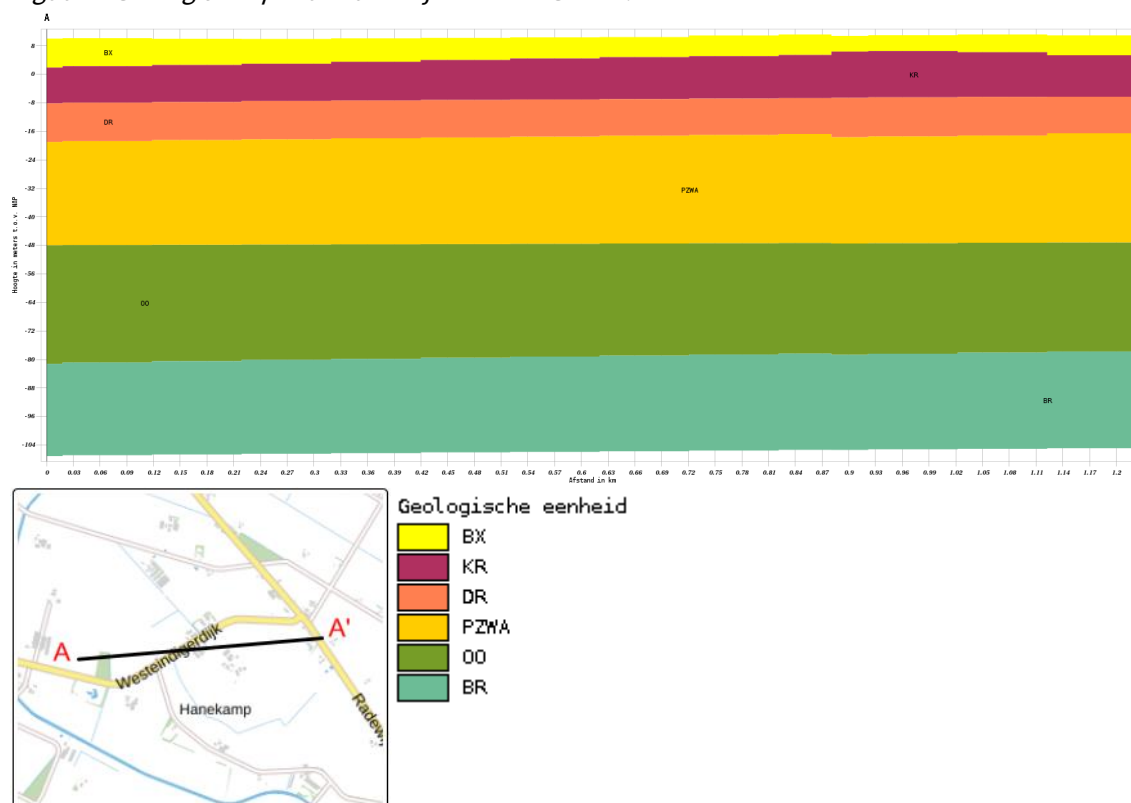 A
8
0
-8
-16
-24
-32
-40
-48
-56
-64
-72
-80
-88
-96
-104
Hoogte in meters t.o.v. NAP
BX
KR
DR
PZWA
OO
BR
0 0.03 0.06 0.09 0.12 0.15 0.18 0.21 0.24 0.27 0.3 0.33 0.36 0.39 0.42 0.45 0.48 0.51 0.54 0.57 0.6 0.63 0.66 0.69 0.72 0.75 0.78 0.81 0.84 0.87 0.9 0.93 0.96 0.99 1.02 1.05 1.08 1.11 1.14 1.17 1.2
Afstand in km
A
A'
Westeindigerdijk
Hanekamp
Geologische eenheid
BX
KR
DR
PZWA
OO
BR